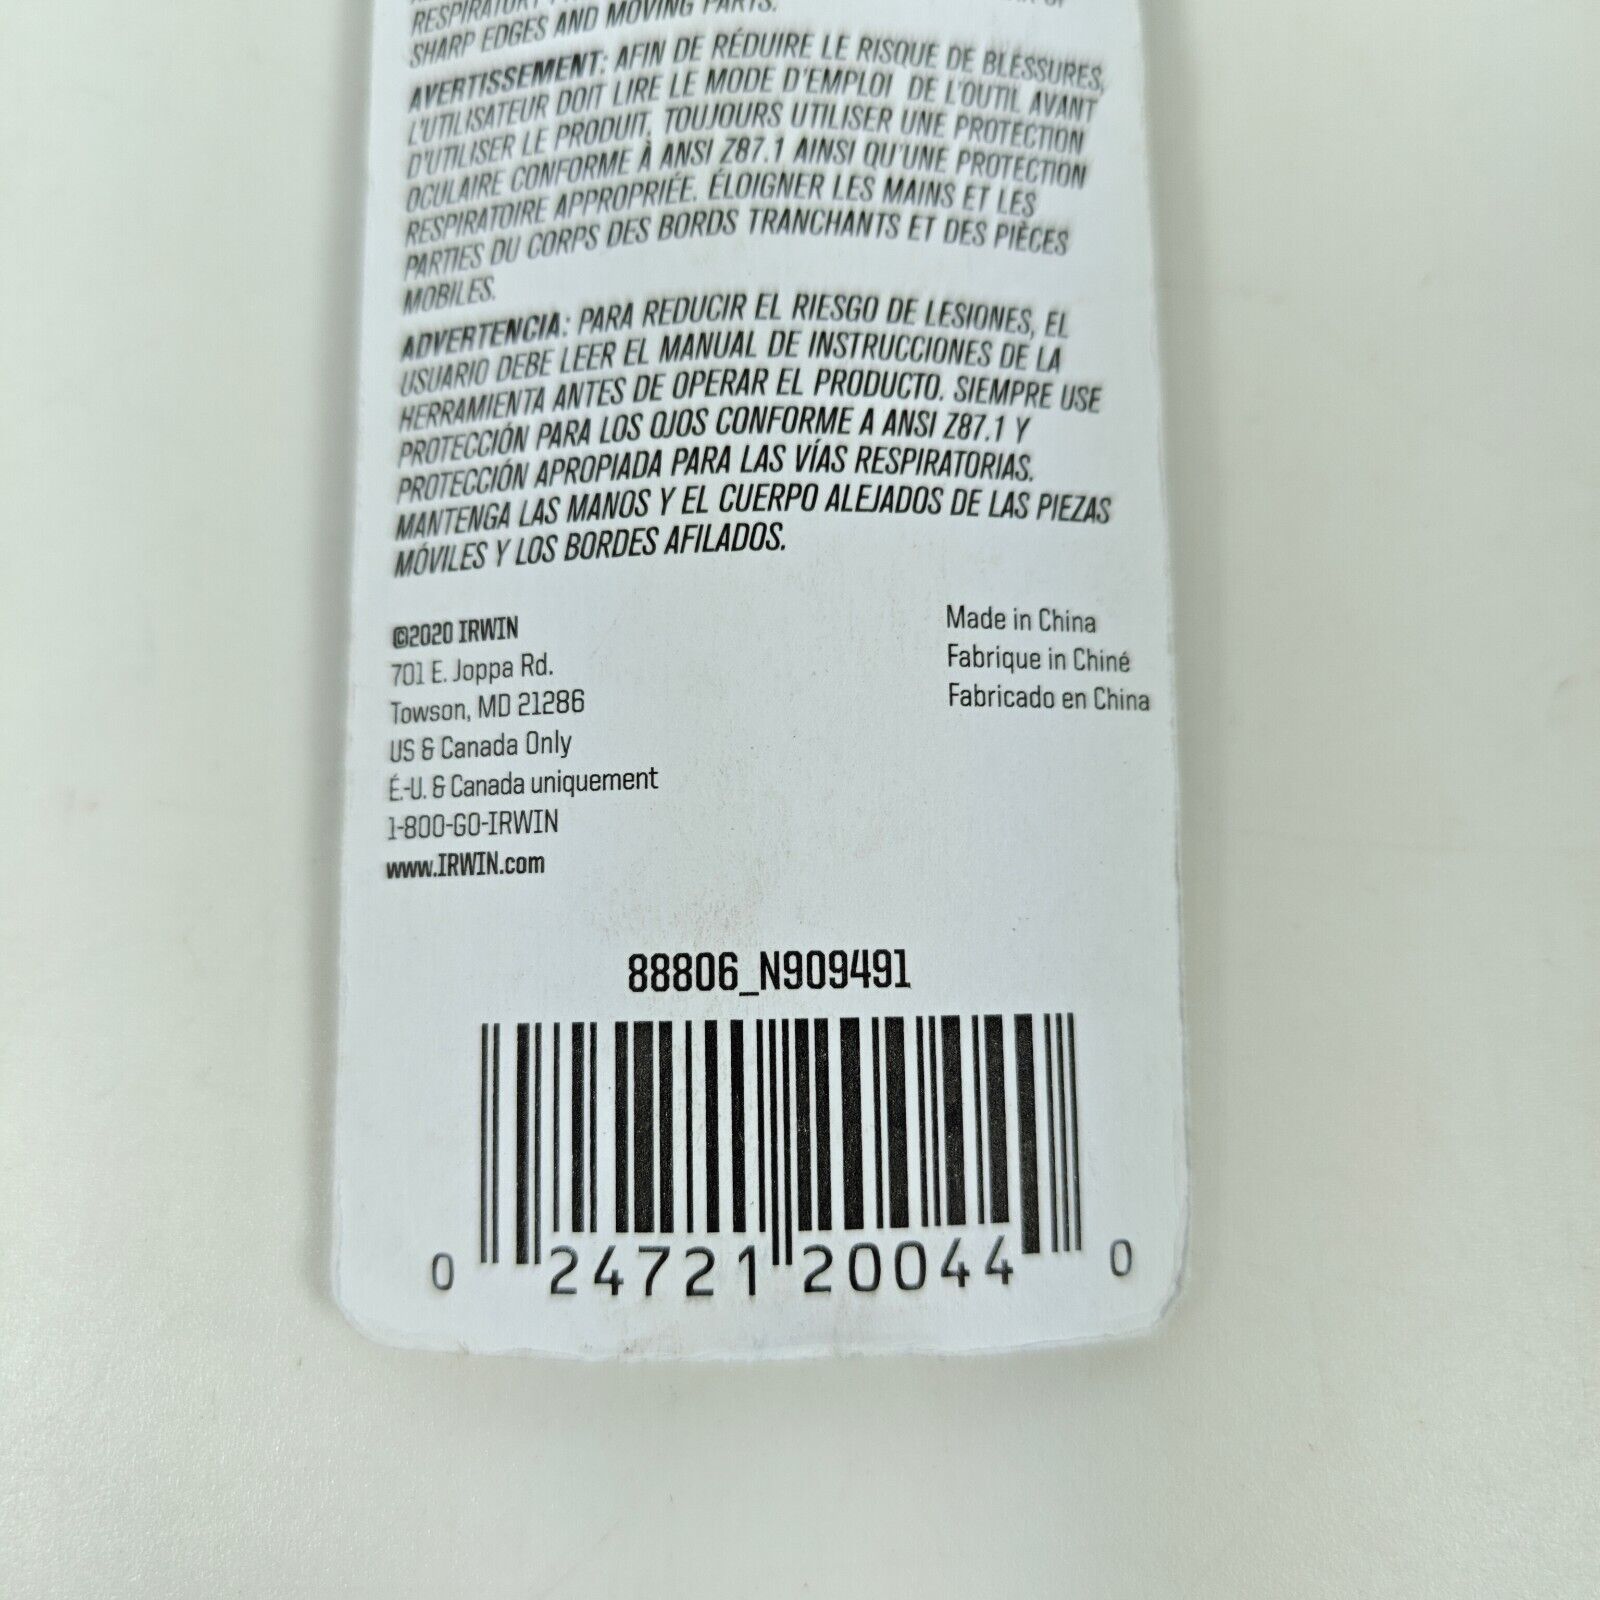 RESPIRATORY
SHARP EDGES AND MOVING PARTS.
AVERTISSEMENT: AFIN DE RÉDUIRE LE RISQUE DE BLESSURES,
L'UTILISATEUR DOIT LIRE LE MODE D'EMPLOI DE L'OUTIL AVANT
D'UTILISER LE PRODUIT. TOUJOURS UTILISER UNE PROTECTION
OCULAIRE CONFORME À ANSI Z87.1 AINSI QU'UNE PROTECTION
RESPIRATOIRE APPROPRIÉE. ÉLOIGNER LES MAINS ET LES
PARTIES DU CORPS DES BORDS TRANCHANTS ET DES PIÈCES
MOBILES.
ADVERTENCIA: PARA REDUCIR EL RIESGO DE LESIONES, EL
USUARIO DEBE LEER EL MANUAL DE INSTRUCCIONES DE LA
HERRAMIENTA ANTES DE OPERAR EL PRODUCTO. SIEMPRE USE
PROTECCIÓN PARA LOS OJOS CONFORME A ANSI Z87.1 Y
PROTECCIÓN APROPIADA PARA LAS VÍAS RESPIRATORIAS.
MANTENGA LAS MANOS Y EL CUERPO ALEJADOS DE LAS PIEZAS
MÓVILES Y LOS BORDES AFILADOS.
©2020 IRWIN
701 E. Joppa Rd.
Towson, MD 21286
US & Canada Only
É.-U. & Canada uniquement
1-800-GO-IRWIN
www.IRWIN.com
Made in China
Fabrique in Chiné
Fabricado en China
88806_N909491
0 24721 20044 0